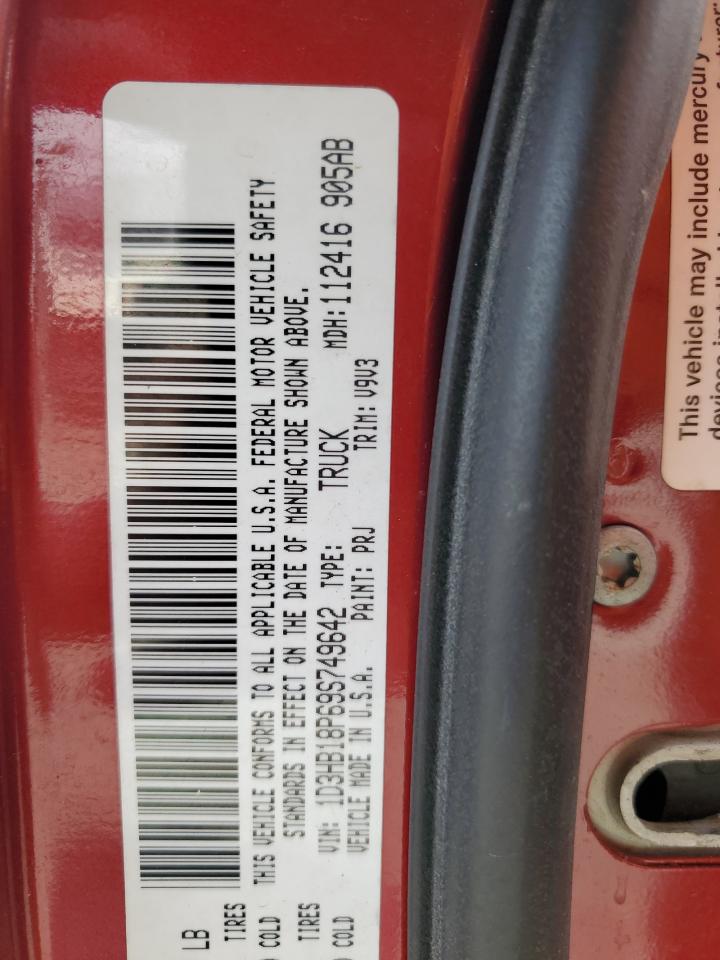 LB
TIRES
COLD
TIRES
COLD
THIS VEHICLE CONFORMS TO ALL APPLICABLE U.S.A. FEDERAL MOTOR VEHICLE SAFETY
STANDARDS IN EFFECT ON THE DATE OF MANUFACTURE SHOWN ABOVE.
VIN: 1D3HB18P69S749642 TYPE: TRUCK MDH:112416 905AB
VEHICLE MADE IN U.S.A. PAINT: PRJ TRIM: V9V3
This vehicle may include mercury